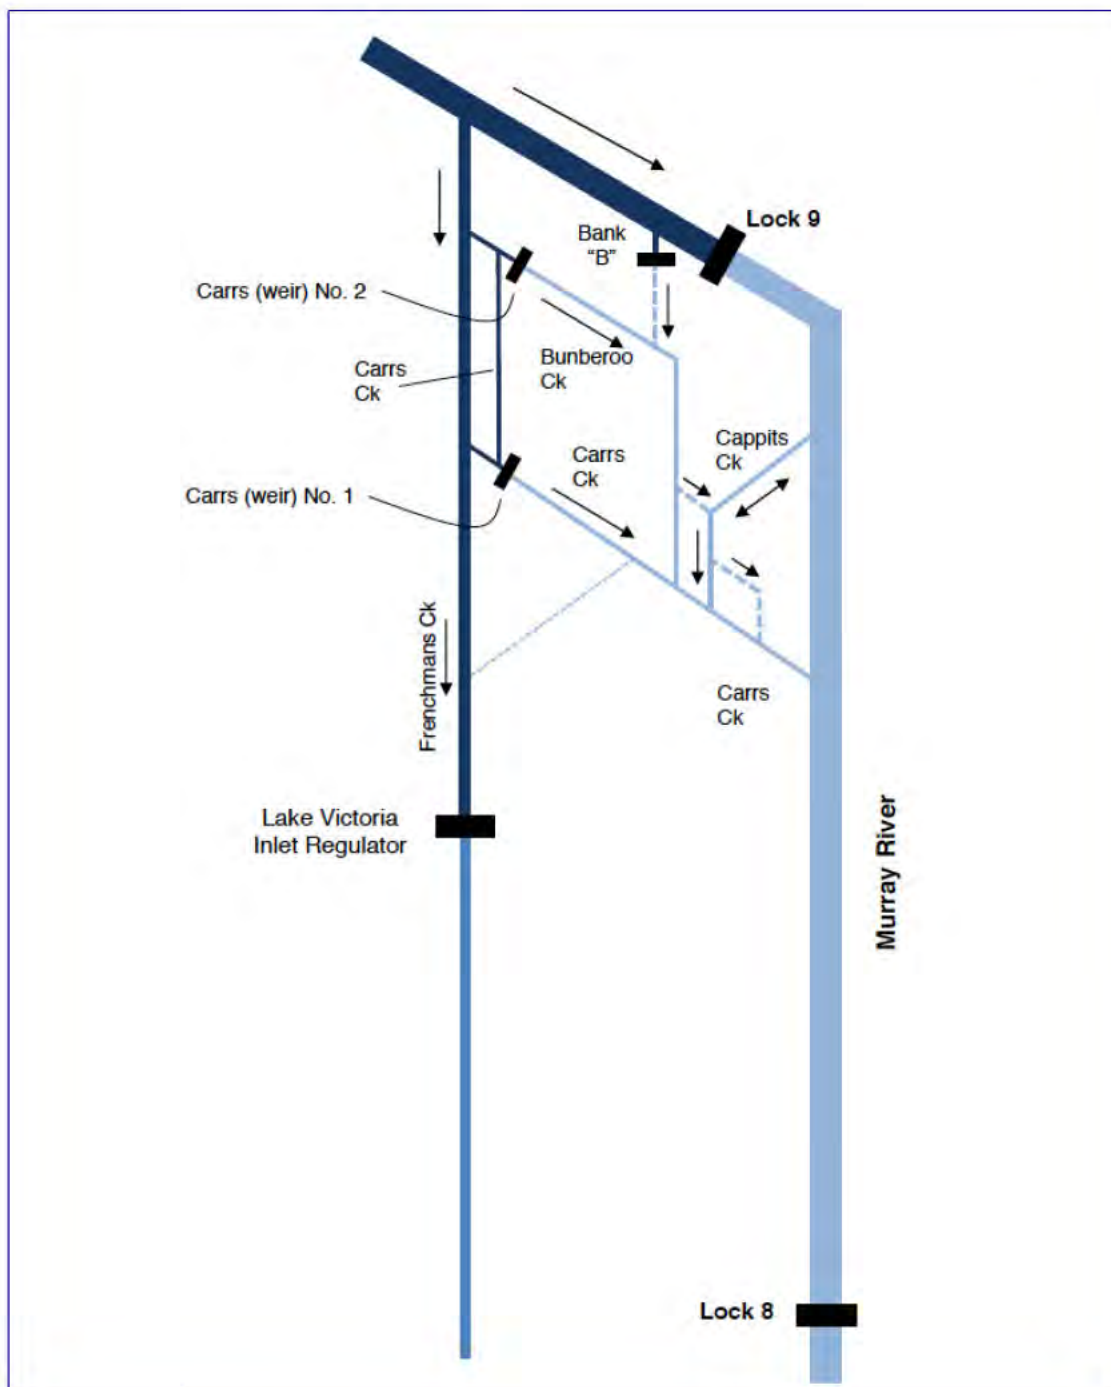 Lock 9
Bank
“B”
Carrs (weir) No. 2
Bunberoo
Ck
Carrs
Ck
Cappits
Ck
Carrs
Ck
Carrs (weir) No. 1
Frenchmans Ck
Carrs
Ck
Lake Victoria
Inlet Regulator
Murray River
Lock 8